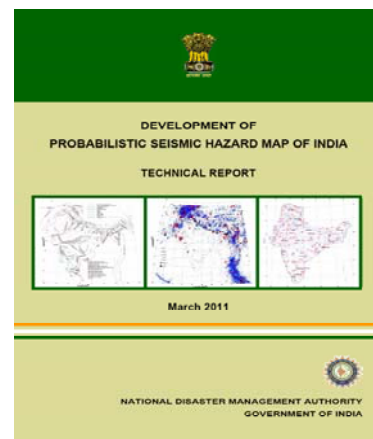 DEVELOPMENT OF
PROBABILISTIC SEISMIC HAZARD MAP OF INDIA
TECHNICAL REPORT
March 2011
NATIONAL DISASTER MANAGEMENT AUTHORITY
GOVERNMENT OF INDIA